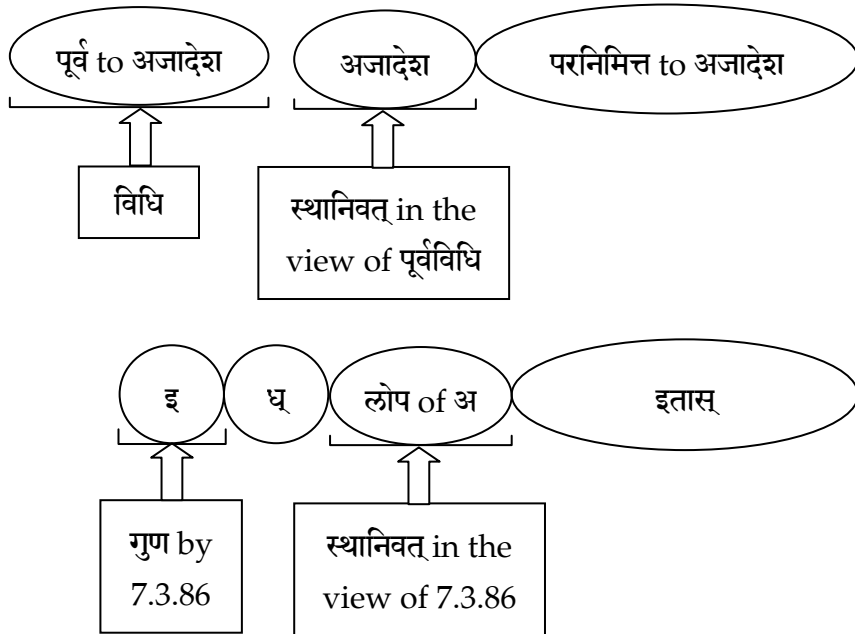 पूर्व to अजादेश अजादेश परनिमित्त to अजादेश
विधि
स्थानिवत् in the
view of पूर्वविधि
इ ध् लोप of अ इतास्
गुण by
7.3.86
स्थानिवत् in the
view of 7.3.86